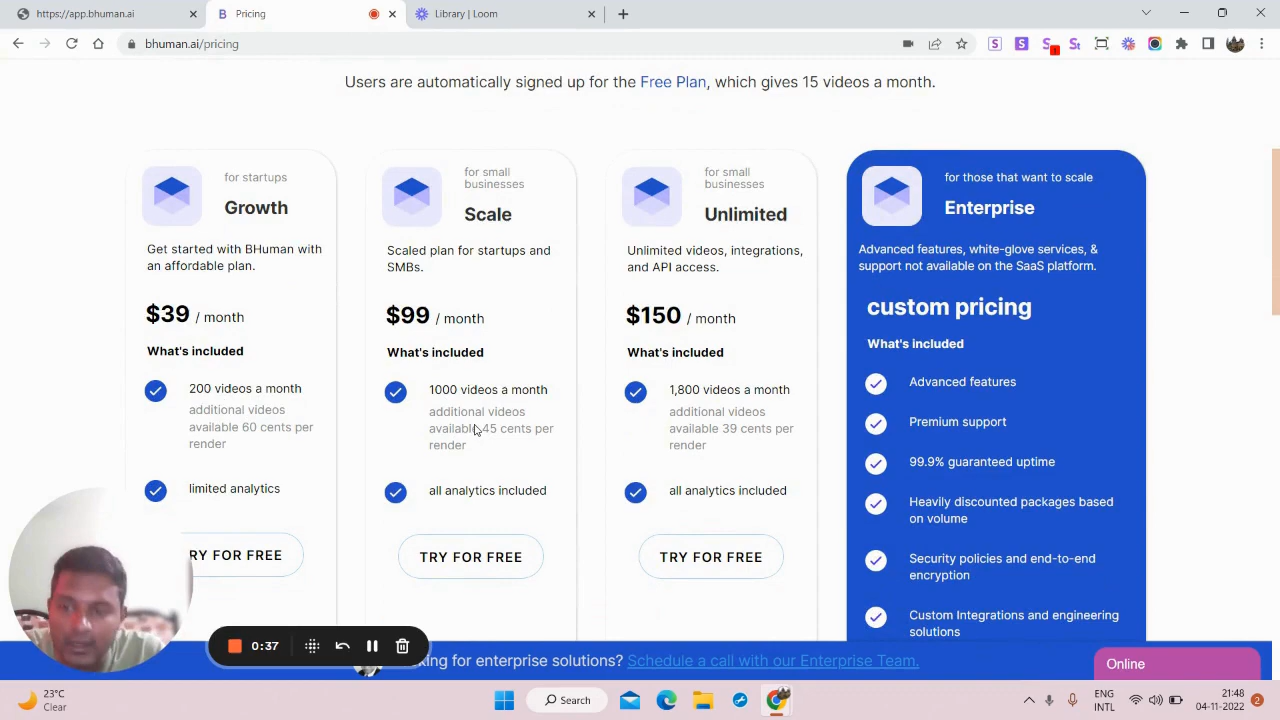 https://app.bhuman.ai
Pricing
Library | Loom
bhuman.ai/pricing
Users are automatically signed up for the Free Plan, which gives 15 videos a month.
for startups
Growth
Get started with BHuman with
an affordable plan.
$39 / month
What's included
200 videos a month
additional videos
available 60 cents per
render
limited analytics
RY FOR FREE
for small
businesses
Scale
Scaled plan for startups and
SMBs.
$99 / month
What's included
1000 videos a month
additional videos
available 45 cents per
render
all analytics included
TRY FOR FREE
for small
businesses
Unlimited
Unlimited videos, integrations,
and API access.
$150 / month
What's included
1,800 videos a month
additional videos
available 39 cents per
render
all analytics included
TRY FOR FREE
for those that want to scale
Enterprise
Advanced features, white-glove services, &
support not available on the SaaS platform.
custom pricing
What's included
Advanced features
Premium support
99.9% guaranteed uptime
Heavily discounted packages based
on volume
Security policies and end-to-end
encryption
Custom Integrations and engineering
solutions
0:37
king for enterprise solutions? Schedule a call with our Enterprise Team.
Online
23°C
Clear
Search
ENG
INTL
21:48
04-11-2022
2